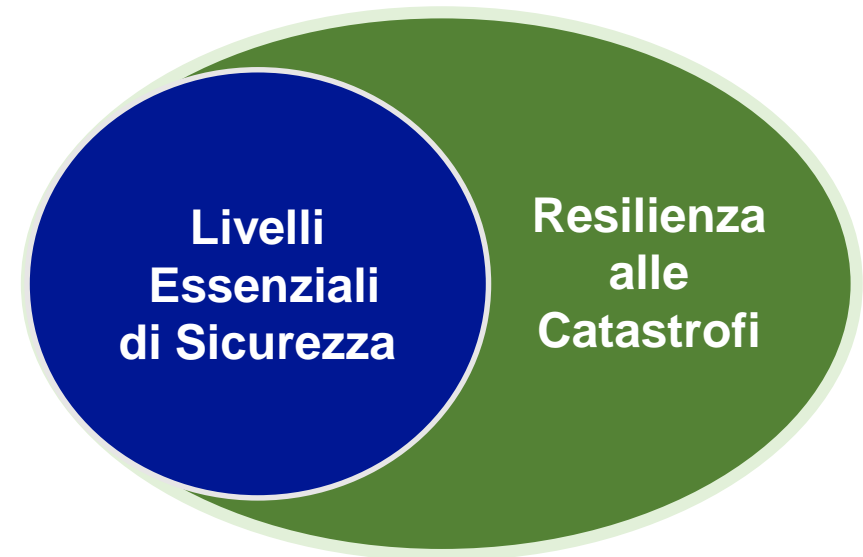 Livelli
Essenziali
di Sicurezza
Resilienza
alle
Catastrofi